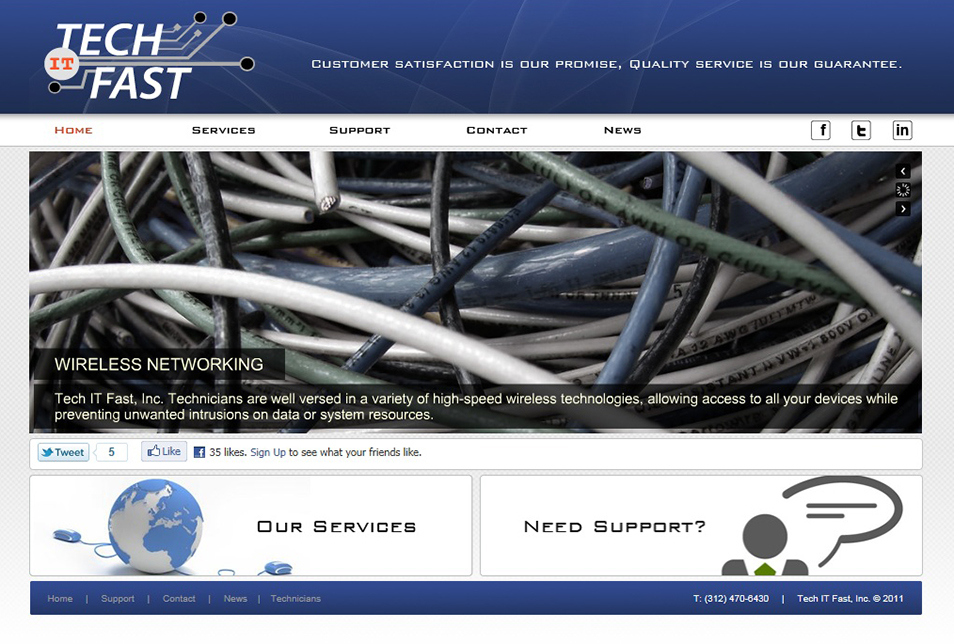 TECH
IT
FAST
Customer satisfaction is our promise, Quality service is our guarantee.
Home Services Support Contact News f t in
WIRELESS NETWORKING
Tech IT Fast, Inc. Technicians are well versed in a variety of high-speed wireless technologies, allowing access to all your devices while
preventing unwanted intrusions on data or system resources.
Tweet 5 Like f 35 likes. Sign Up to see what your friends like.
Our Services Need Support?
Home | Support | Contact | News | Technicians T: (312) 470-6430 | Tech IT Fast, Inc. © 2011